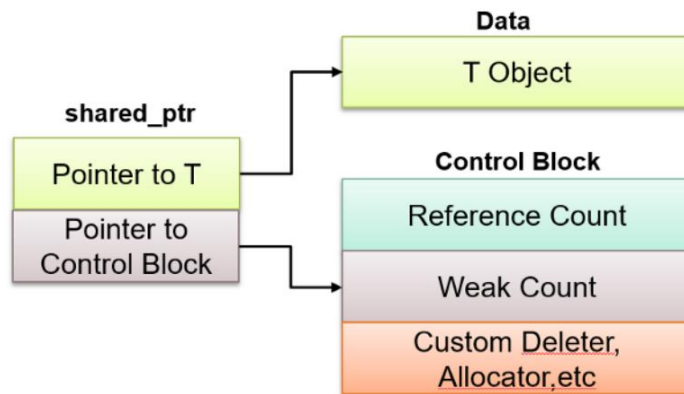 shared_ptr
Pointer to T
Pointer to
Control Block
Data
T Object
Control Block
Reference Count
Weak Count
Custom Deleter,
Allocator,etc